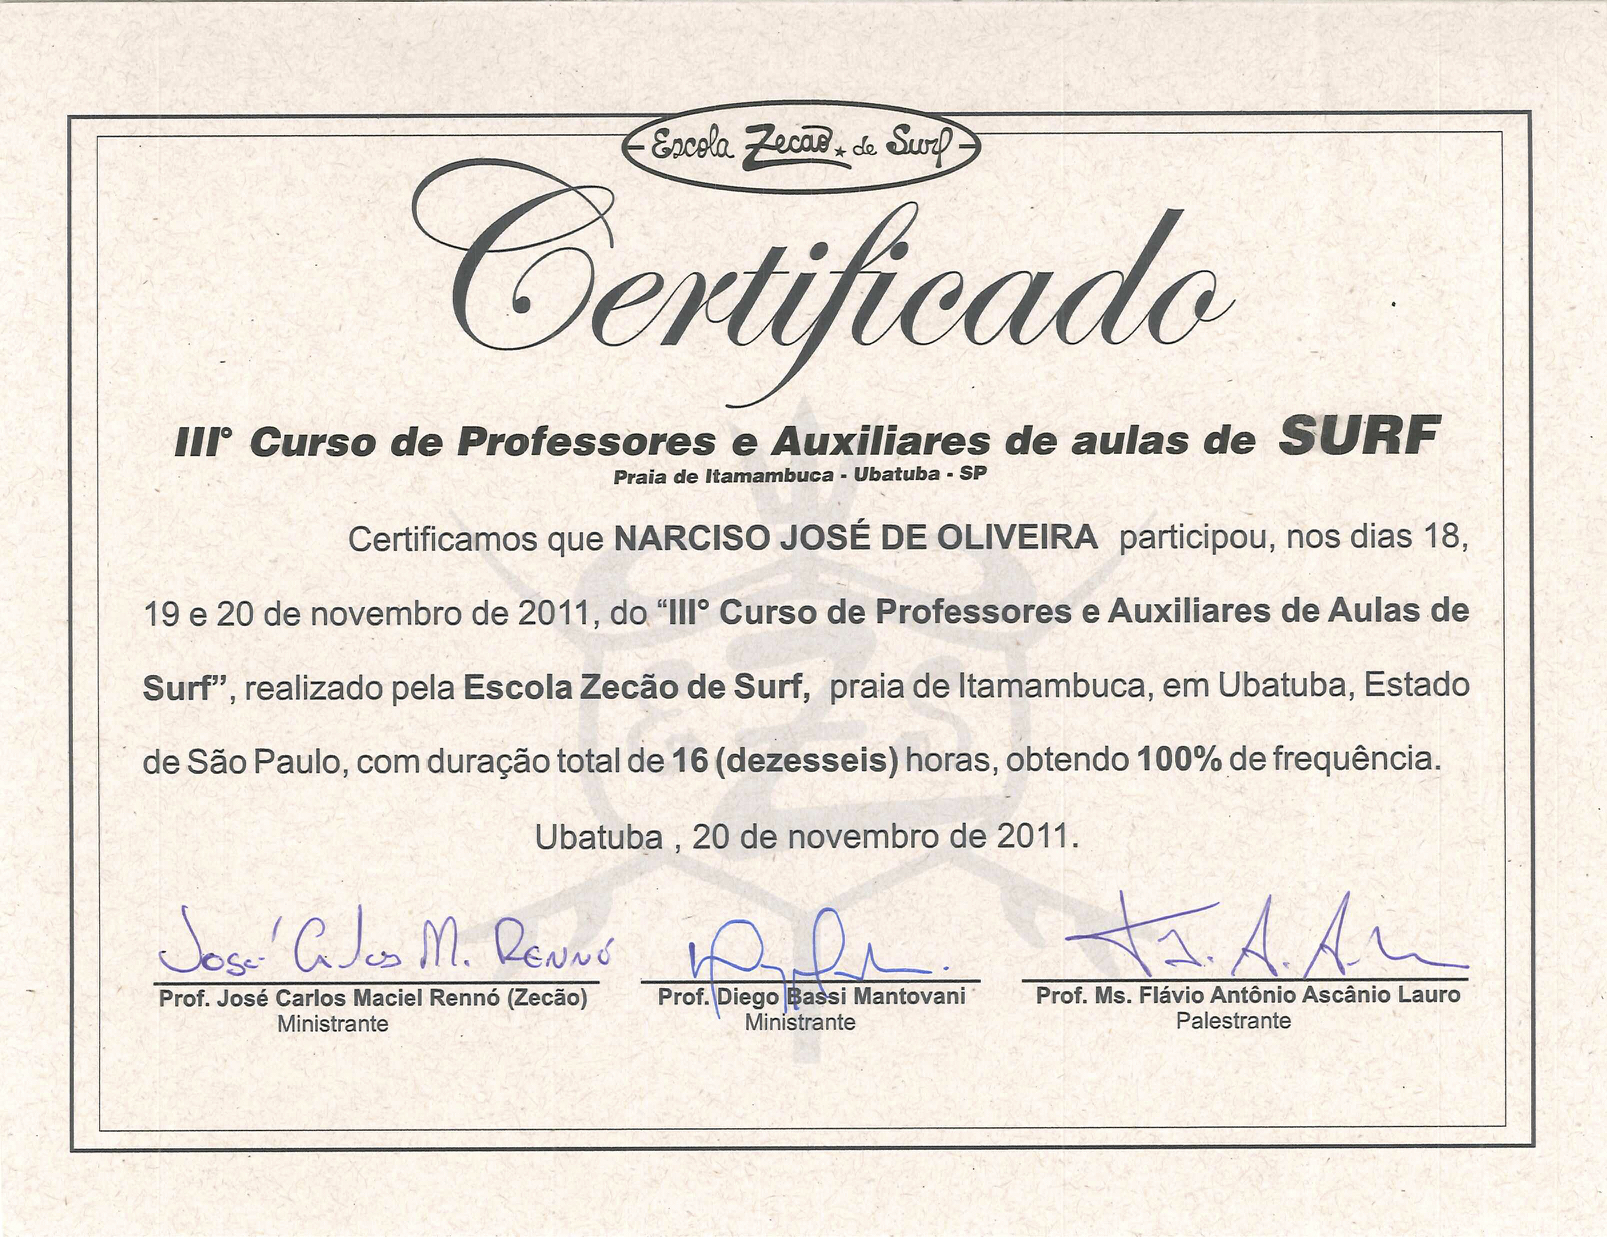 Escola Zecão de Surf
Certificado
III° Curso de Professores e Auxiliares de aulas de SURF
Praia de Itamambuca - Ubatuba - SP
Certificamos que NARCISO JOSÉ DE OLIVEIRA participou, nos dias 18,
19 e 20 de novembro de 2011, do “III° Curso de Professores e Auxiliares de Aulas de
Surf”, realizado pela Escola Zecão de Surf, praia de Itamambuca, em Ubatuba, Estado
de São Paulo, com duração total de 16 (dezesseis) horas, obtendo 100% de frequência.
Ubatuba , 20 de novembro de 2011.
José Carlos M. RENNÓ
Prof. José Carlos Maciel Rennó (Zecão)
Ministrante
Prof. Diego Bassi Mantovani
Ministrante
Prof. Ms. Flávio Antônio Ascânio Lauro
Palestrante